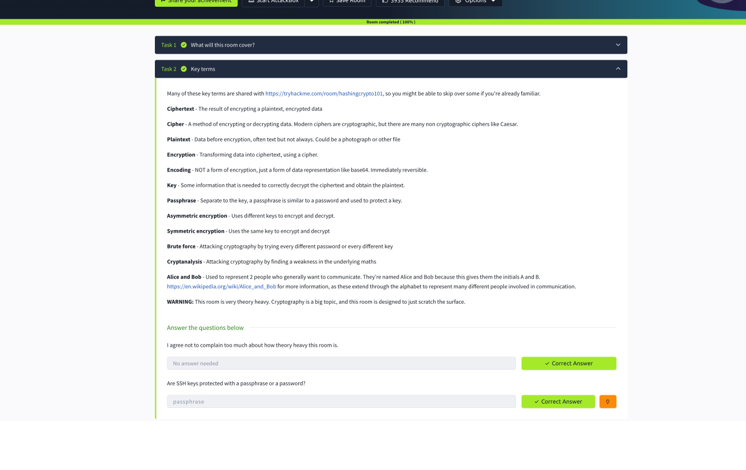 Share your achievement
Start AttackBox
Save Room
3933 Recommend
Options
Room completed ( 100% )
Task 1 What will this room cover?
Task 2 Key terms
Many of these key terms are shared with https://tryhackme.com/room/hashingcrypto101, so you might be able to skip over some if you're already familiar.
Ciphertext - The result of encrypting a plaintext, encrypted data
Cipher - A method of encrypting or decrypting data. Modern ciphers are cryptographic, but there are many non cryptographic ciphers like Caesar.
Plaintext - Data before encryption, often text but not always. Could be a photograph or other file
Encryption - Transforming data into ciphertext, using a cipher.
Encoding - NOT a form of encryption, just a form of data representation like base64. Immediately reversible.
Key - Some information that is needed to correctly decrypt the ciphertext and obtain the plaintext.
Passphrase - Separate to the key, a passphrase is similar to a password and used to protect a key.
Asymmetric encryption - Uses different keys to encrypt and decrypt.
Symmetric encryption - Uses the same key to encrypt and decrypt
Brute force - Attacking cryptography by trying every different password or every different key
Cryptanalysis - Attacking cryptography by finding a weakness in the underlying maths
Alice and Bob - Used to represent 2 people who generally want to communicate. They're named Alice and Bob because this gives them the initials A and B.
https://en.wikipedia.org/wiki/Alice_and_Bob for more information, as these extend through the alphabet to represent many different people involved in communication.
WARNING: This room is very theory heavy. Cryptography is a big topic, and this room is designed to just scratch the surface.
Answer the questions below
I agree not to complain too much about how theory heavy this room is.
No answer needed
✓ Correct Answer
Are SSH keys protected with a passphrase or a password?
passphrase
✓ Correct Answer
?